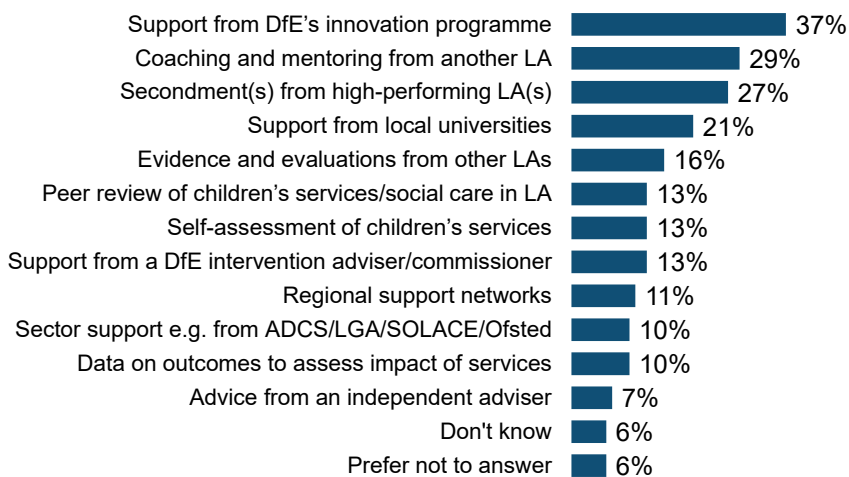 Support from DfE’s innovation programme 37%
Coaching and mentoring from another LA 29%
Secondment(s) from high-performing LA(s) 27%
Support from local universities 21%
Evidence and evaluations from other LAs 16%
Peer review of children’s services/social care in LA 13%
Self-assessment of children’s services 13%
Support from a DfE intervention adviser/commissioner 13%
Regional support networks 11%
Sector support e.g. from ADCS/LGA/SOLACE/Ofsted 10%
Data on outcomes to assess impact of services 10%
Advice from an independent adviser 7%
Don't know 6%
Prefer not to answer 6%